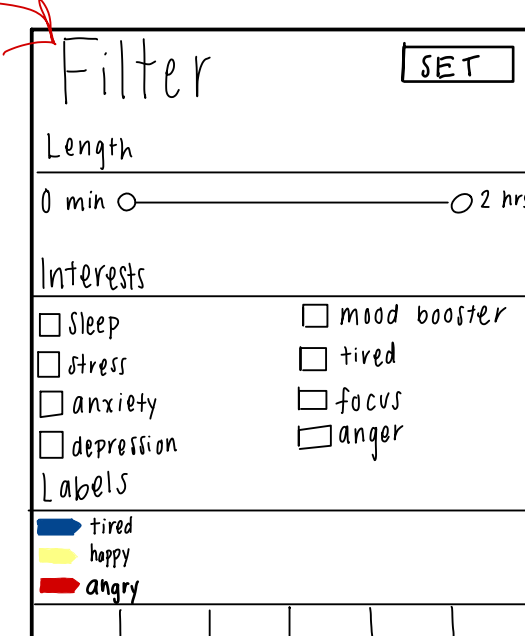 Filter
SET
Length
0 min
2 hrs
Interests
sleep
mood booster
stress
tired
anxiety
focus
depression
anger
Labels
tired
happy
angry